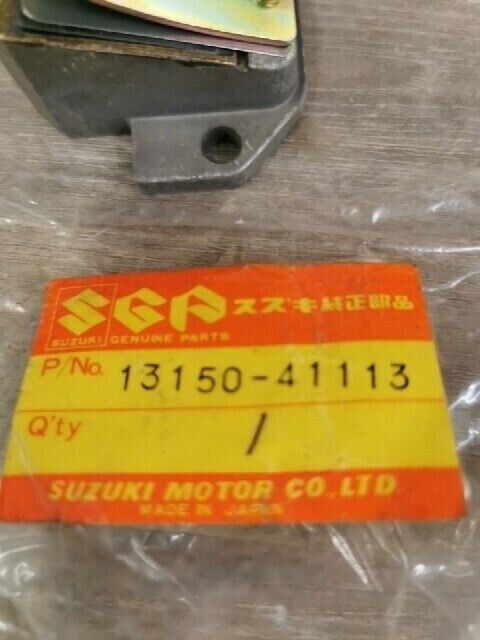 SGP スズキ純正部品
SUZUKI GENUINE PARTS
P/No. 13150-41113
Q'ty 1
SUZUKI MOTOR CO.,LTD
MADE IN JAPAN